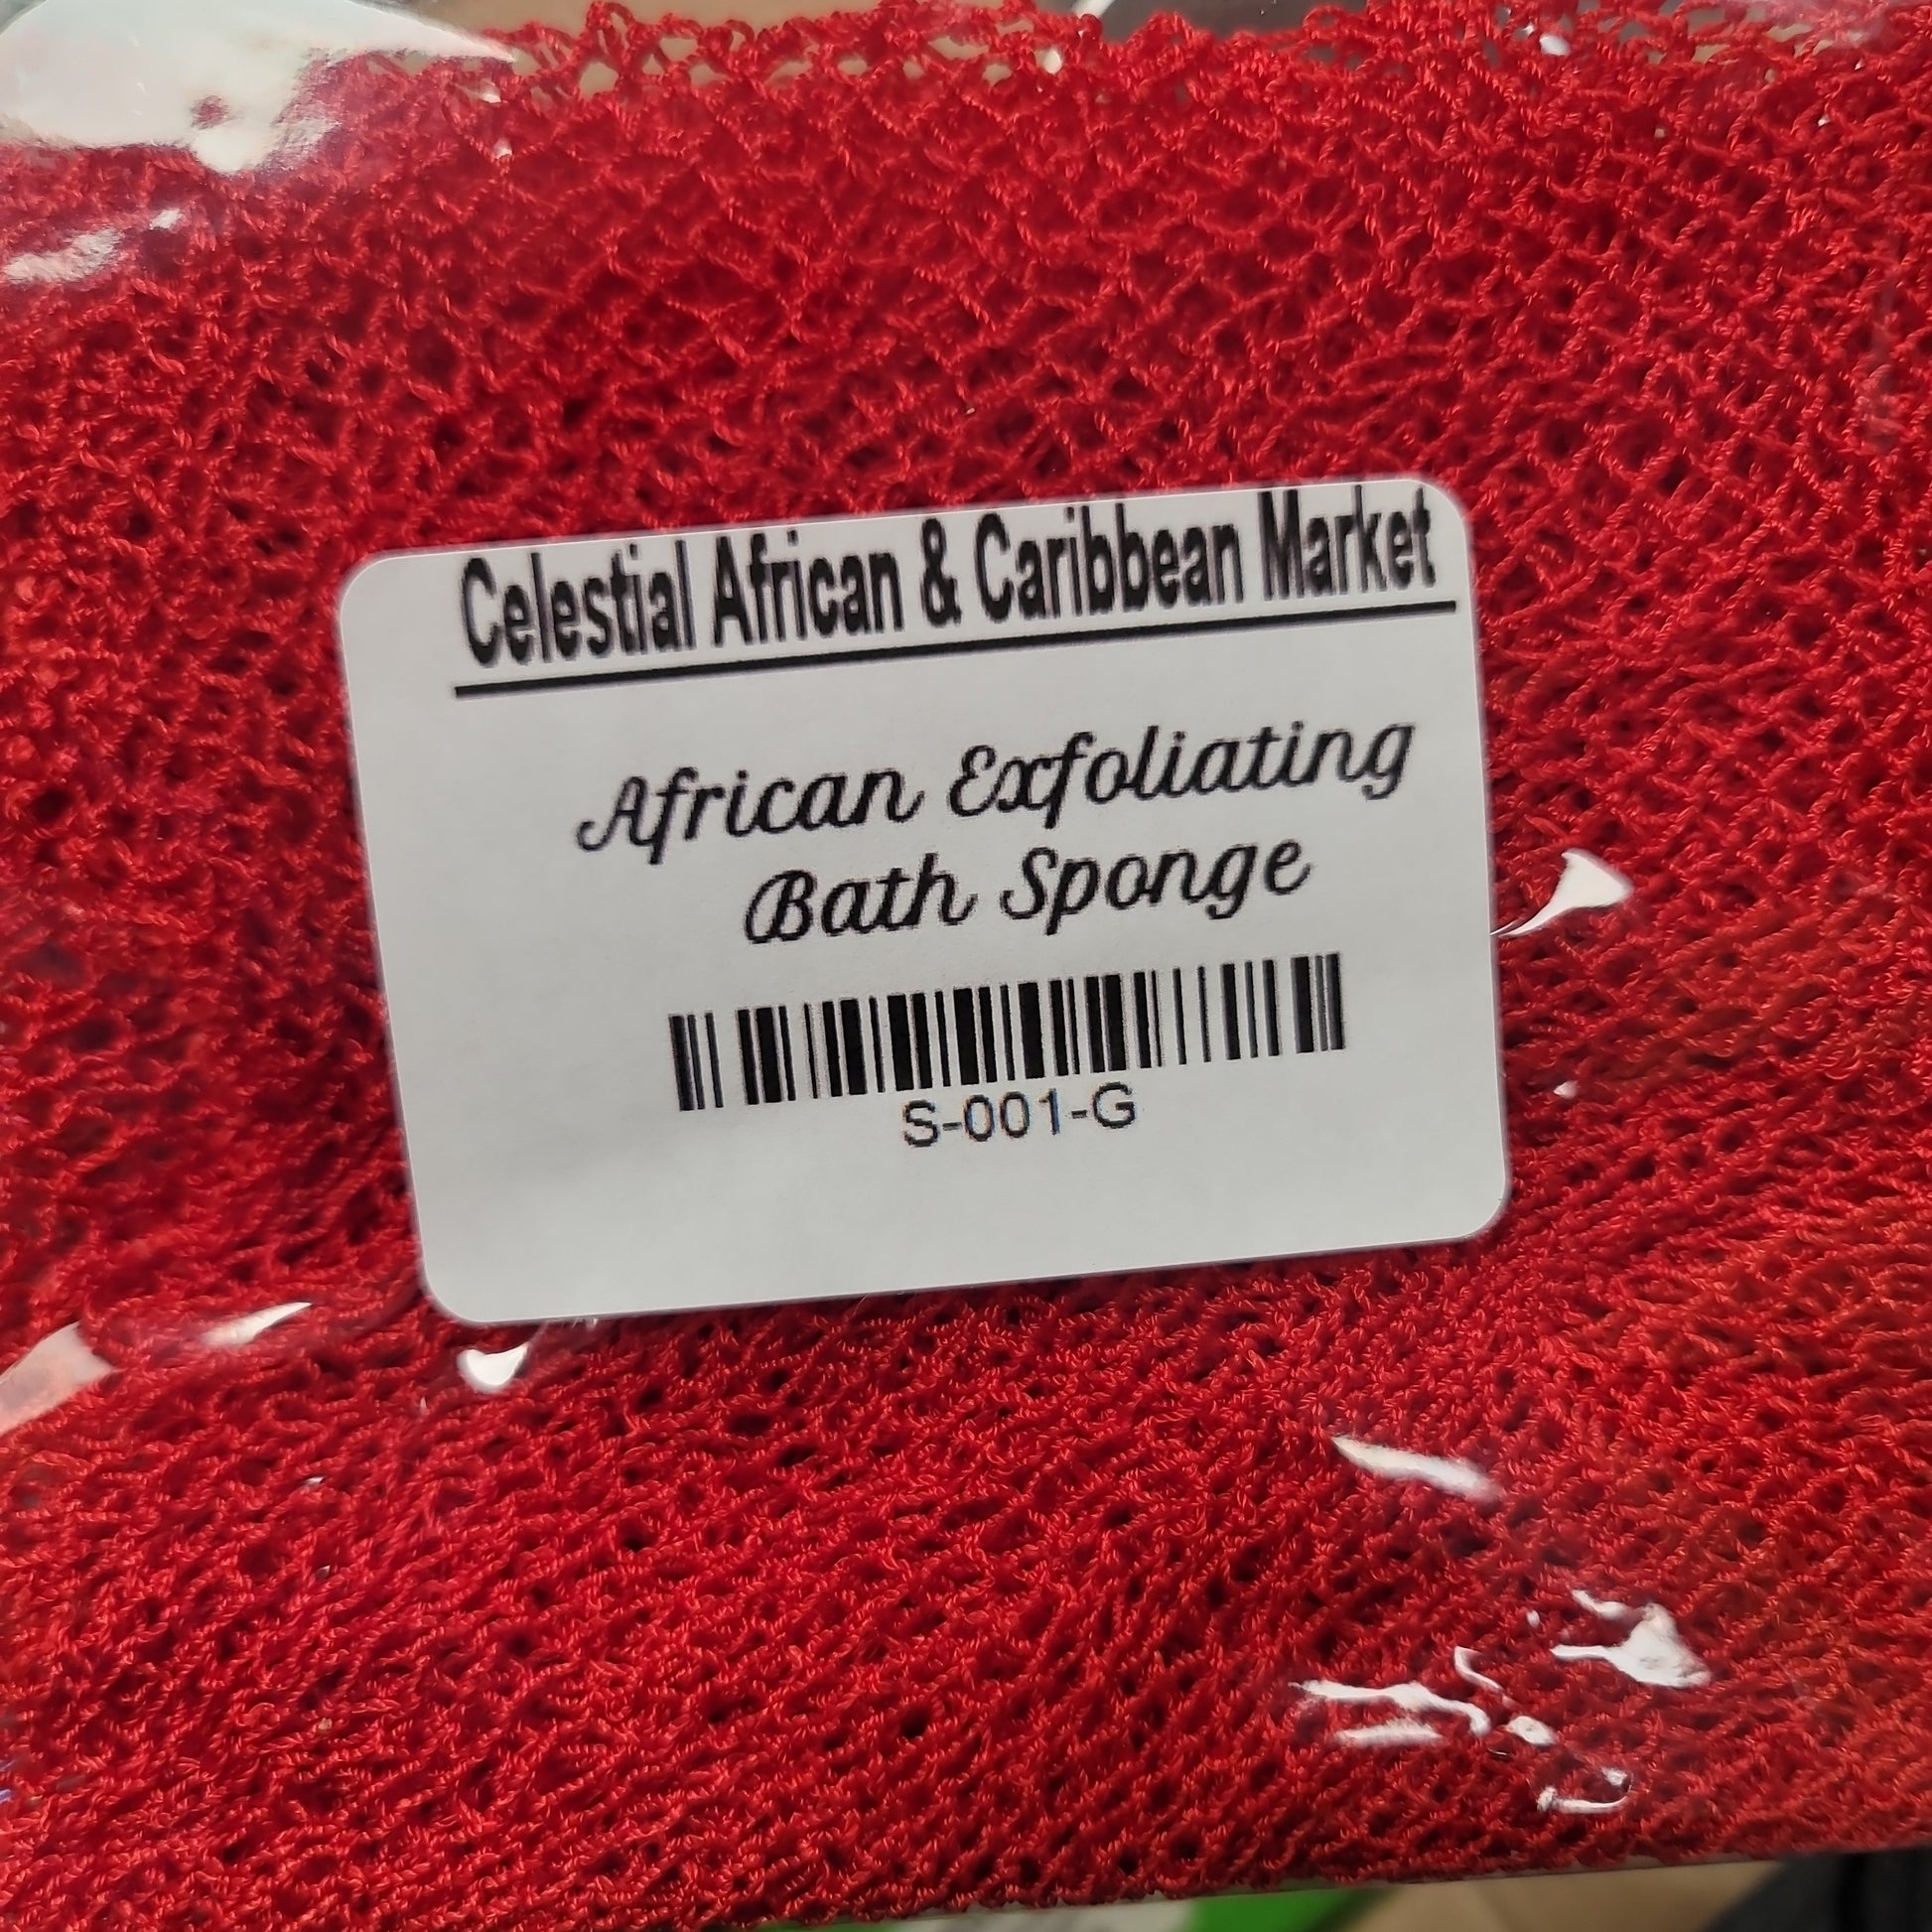 Celestial African & Caribbean Market
African Exfoliating
Bath Sponge
S-001-G